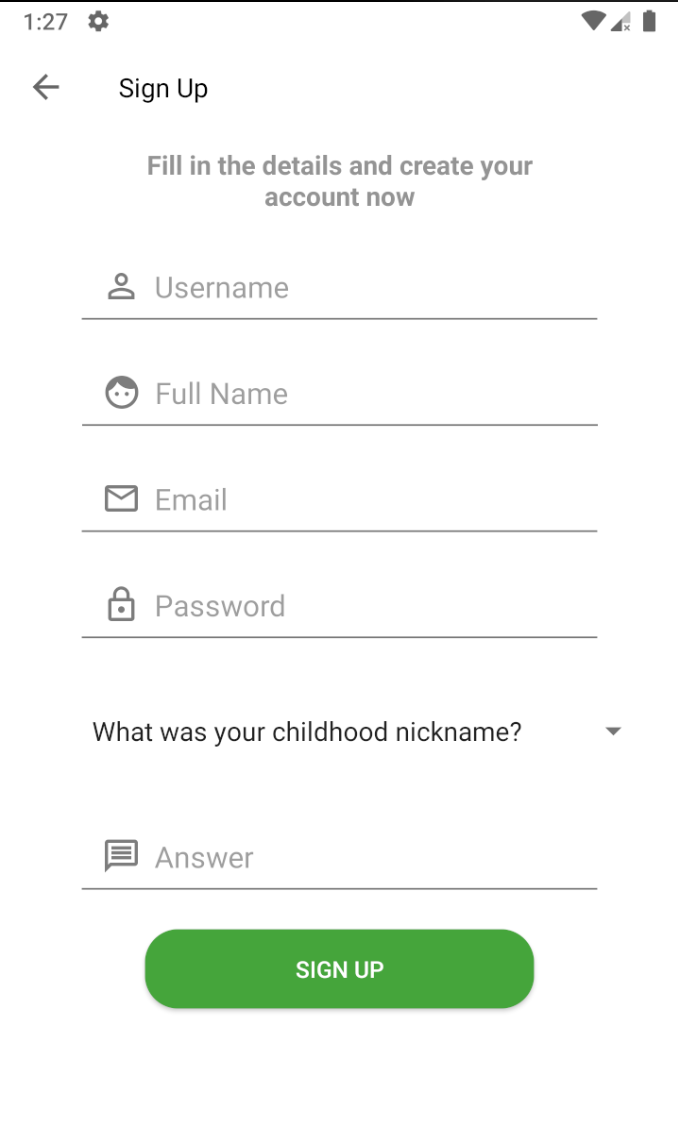 1:27
Sign Up
Fill in the details and create your
account now
Username
Full Name
Email
Password
What was your childhood nickname?
Answer
SIGN UP